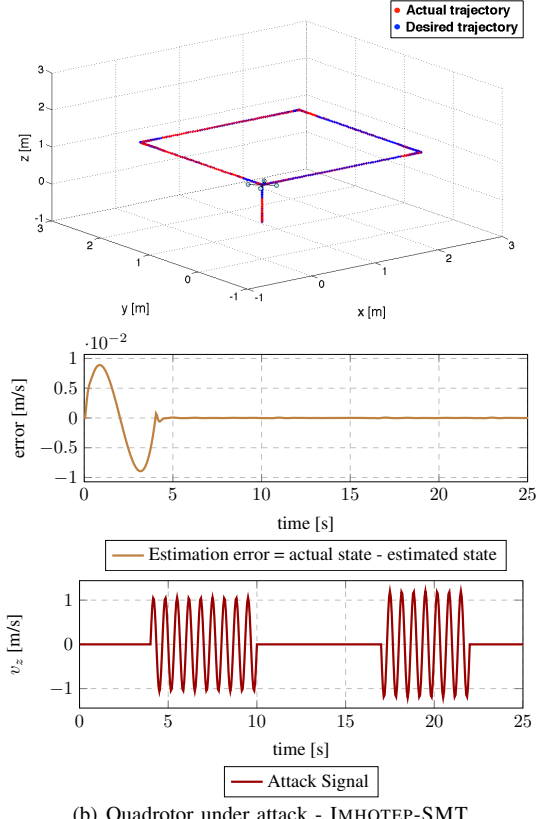 Actual trajectory
Desired trajectory
3
2
1
0
-1
z [m]
3
2
1
0
-1
y [m]
-1
0
1
2
3
x [m]
·10−2
1
0.5
0
−0.5
−1
error [m/s]
0 5 10 15 20 25
time [s]
Estimation error = actual state - estimated state
1
0
−1
vz [m/s]
0 5 10 15 20 25
time [s]
Attack Signal
(b) Quadrotor under attack - IMHOTEP-SMT